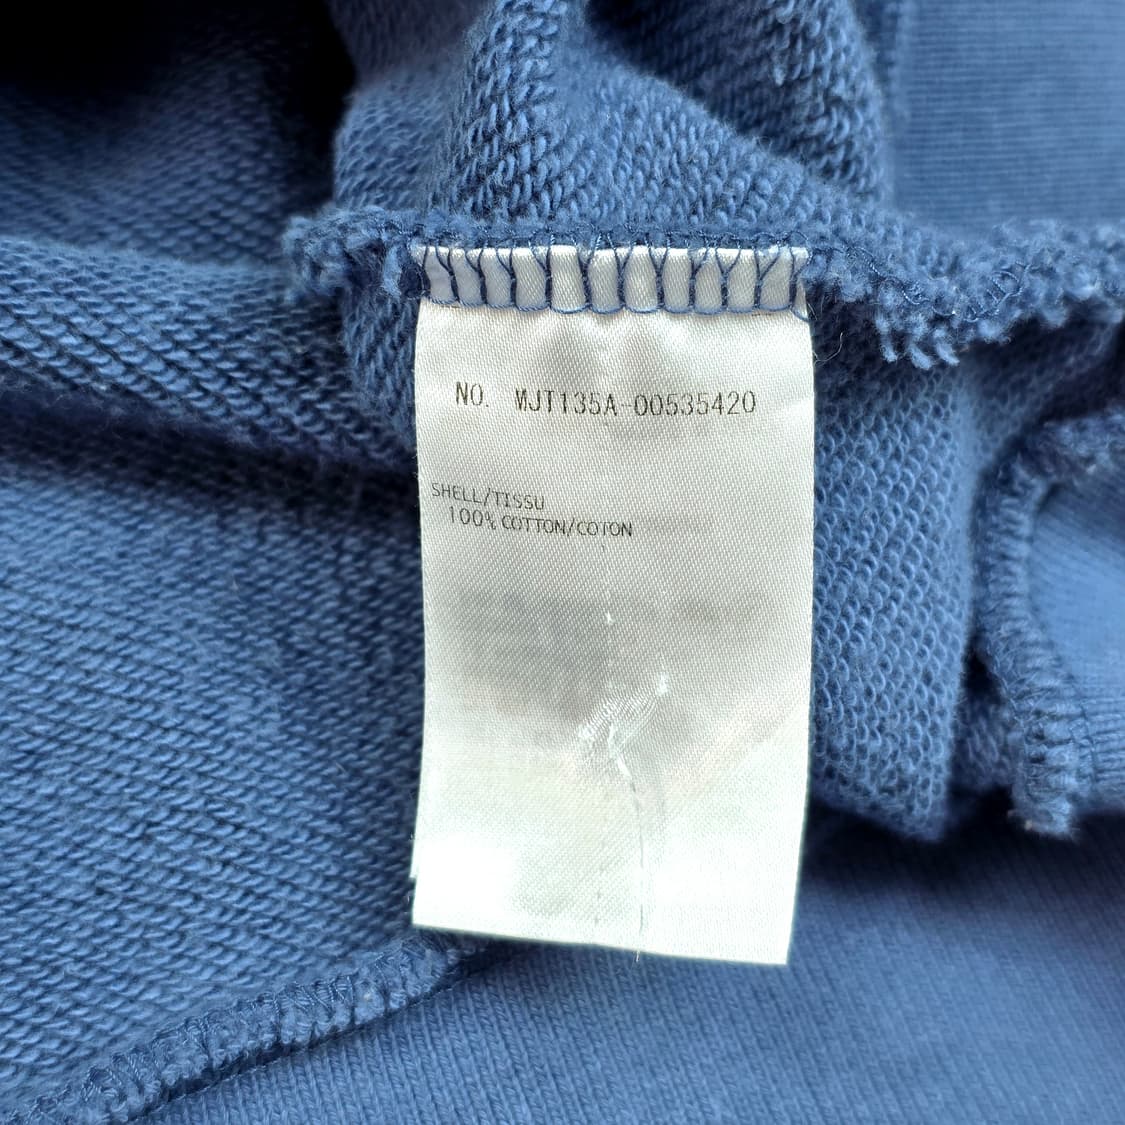 NO. MJT135A-00535420
SHELL/TISSU
100% COTTON/COTON